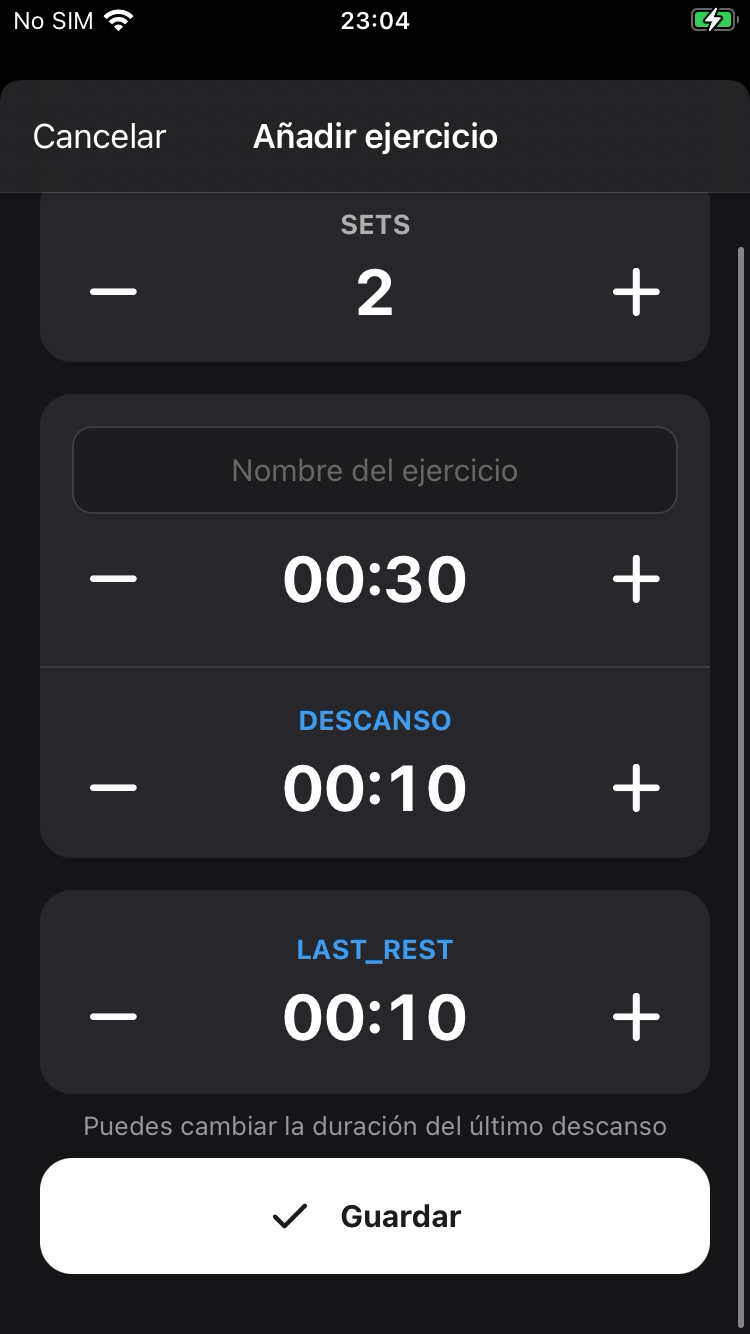 No SIM 23:04
Cancelar Añadir ejercicio
SETS
2
Nombre del ejercicio
00:30
DESCANSO
00:10
LAST_REST
00:10
Puedes cambiar la duración del último descanso
Guardar